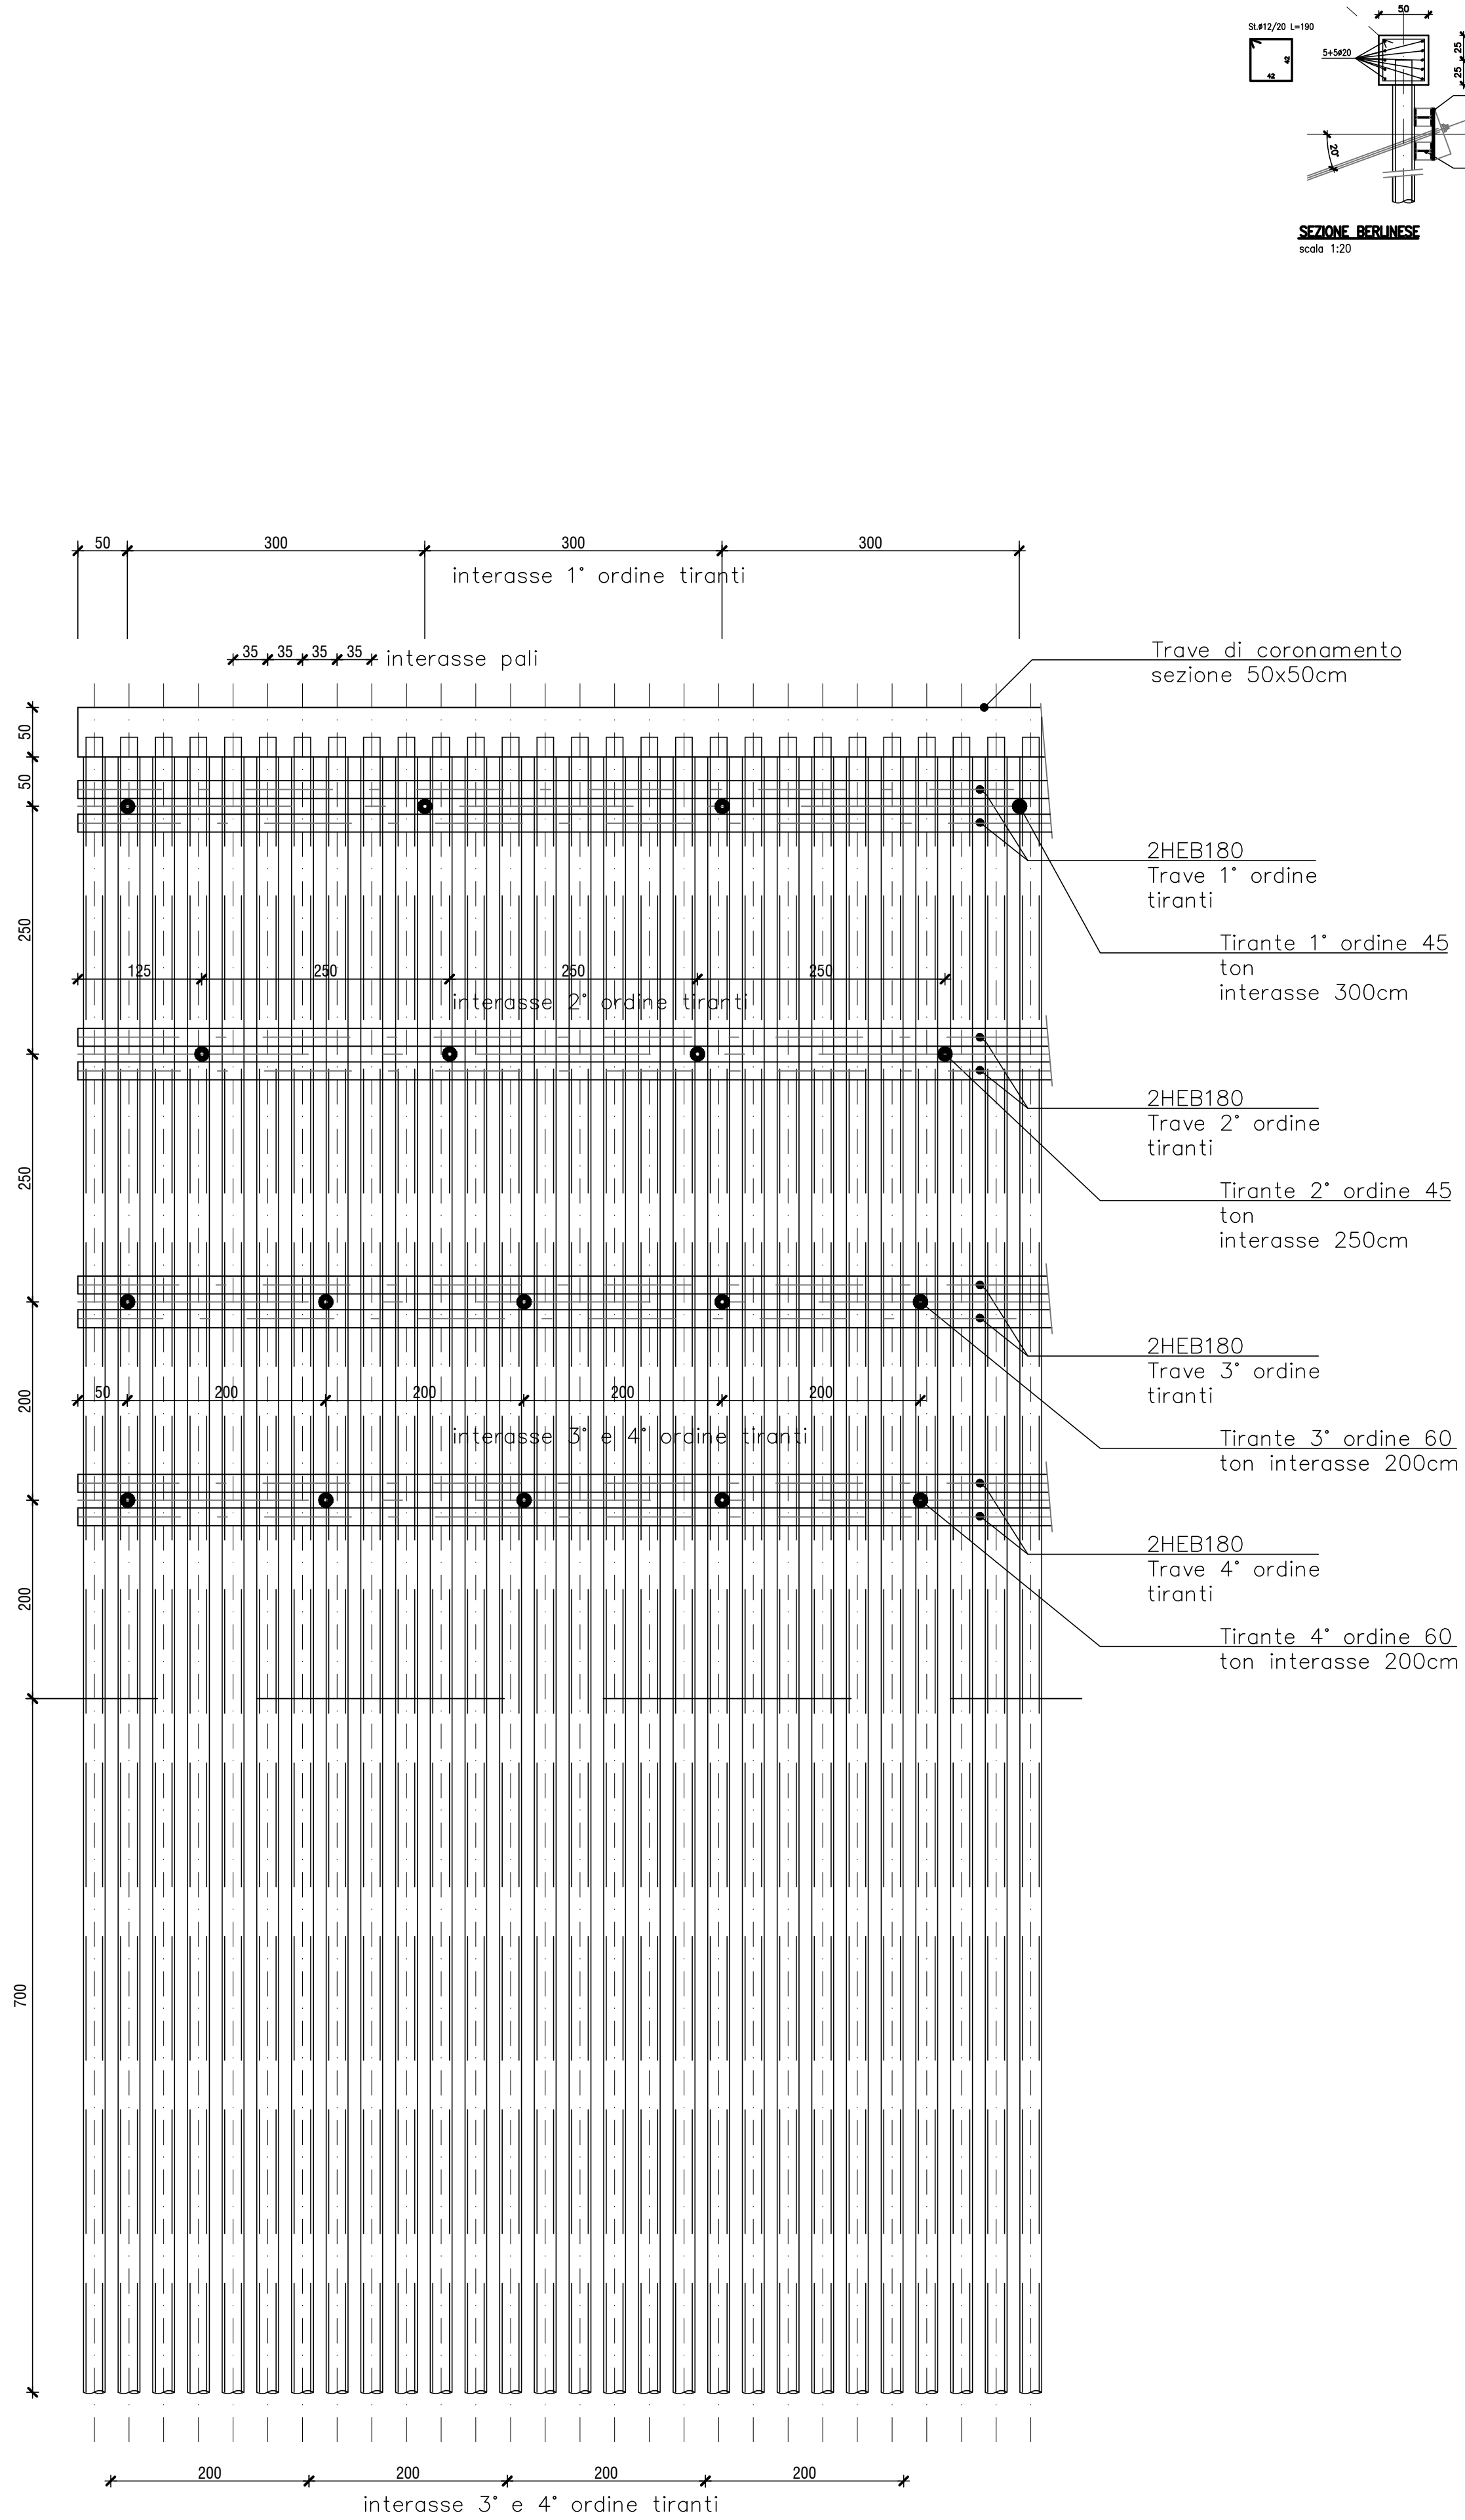 50
St.ø12/20 L=190
5+5ø20
42
42
25
25
20°
SEZIONE BERLINESE
scala 1:20
50 300 300 300
interasse 1° ordine tiranti
35 35 35 35 interasse pali
Trave di coronamento
sezione 50x50cm
50
50
2HEB180
Trave 1° ordine
tiranti
250
Tirante 1° ordine 45
ton
interasse 300cm
125 250 250 250
interasse 2° ordine tiranti
2HEB180
Trave 2° ordine
tiranti
250
Tirante 2° ordine 45
ton
interasse 250cm
2HEB180
Trave 3° ordine
tiranti
200
50 200 200 200 200
interasse 3° e 4° ordine tiranti
Tirante 3° ordine 60
ton interasse 200cm
2HEB180
Trave 4° ordine
tiranti
200
Tirante 4° ordine 60
ton interasse 200cm
700
200 200 200 200
interasse 3° e 4° ordine tiranti